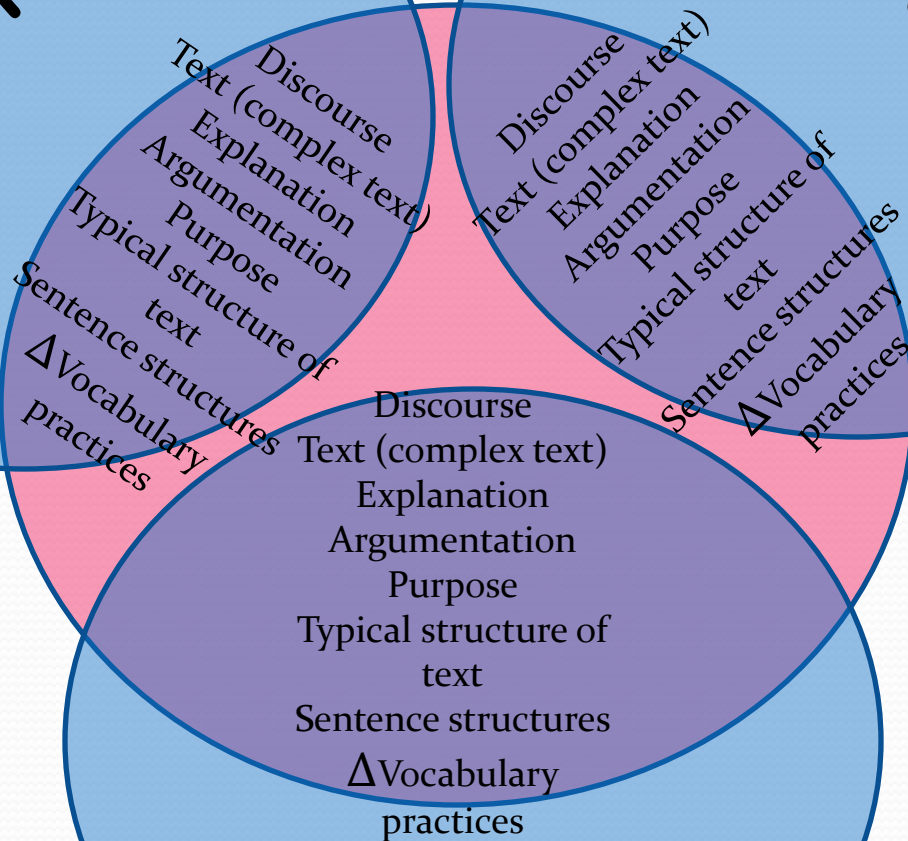 Discourse
Text (complex text)
Explanation
Argumentation
Purpose
Typical structure of
text
Sentence structures
ΔVocabulary
practices
Discourse
Text (complex text)
Explanation
Argumentation
Purpose
Typical structure of
text
Sentence structures
ΔVocabulary
practices
Discourse
Text (complex text)
Explanation
Argumentation
Purpose
Typical structure of
text
Sentence structures
ΔVocabulary
practices